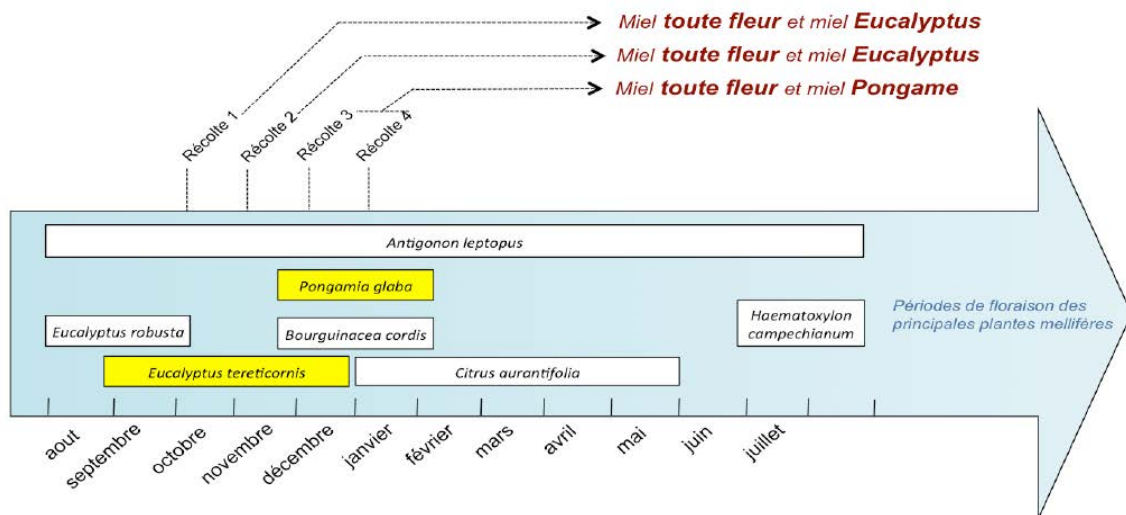 Miel toute fleur et miel Eucalyptus
Miel toute fleur et miel Eucalyptus
Miel toute fleur et miel Pongame
Récolte 1
Récolte 2
Récolte 3
Récolte 4
Antigonon leptopus
Pongamia glaba
Eucalyptus robusta
Bourguinacea cordis
Haematoxylon
campechianum
Périodes de floraison des
principales plantes mellifères
Eucalyptus tereticornis
Citrus aurantifolia
aout
septembre
octobre
novembre
décembre
janvier
février
mars
avril
mai
juin
juillet